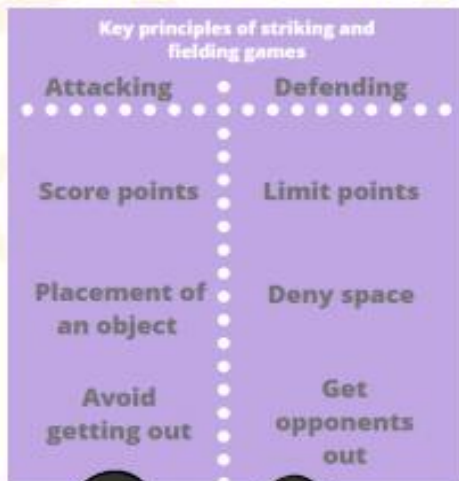 Key principles of striking and
fielding games
Attacking
Defending
Score points
Limit points
Placement of
an object
Deny space
Avoid
getting out
Get
opponents
out